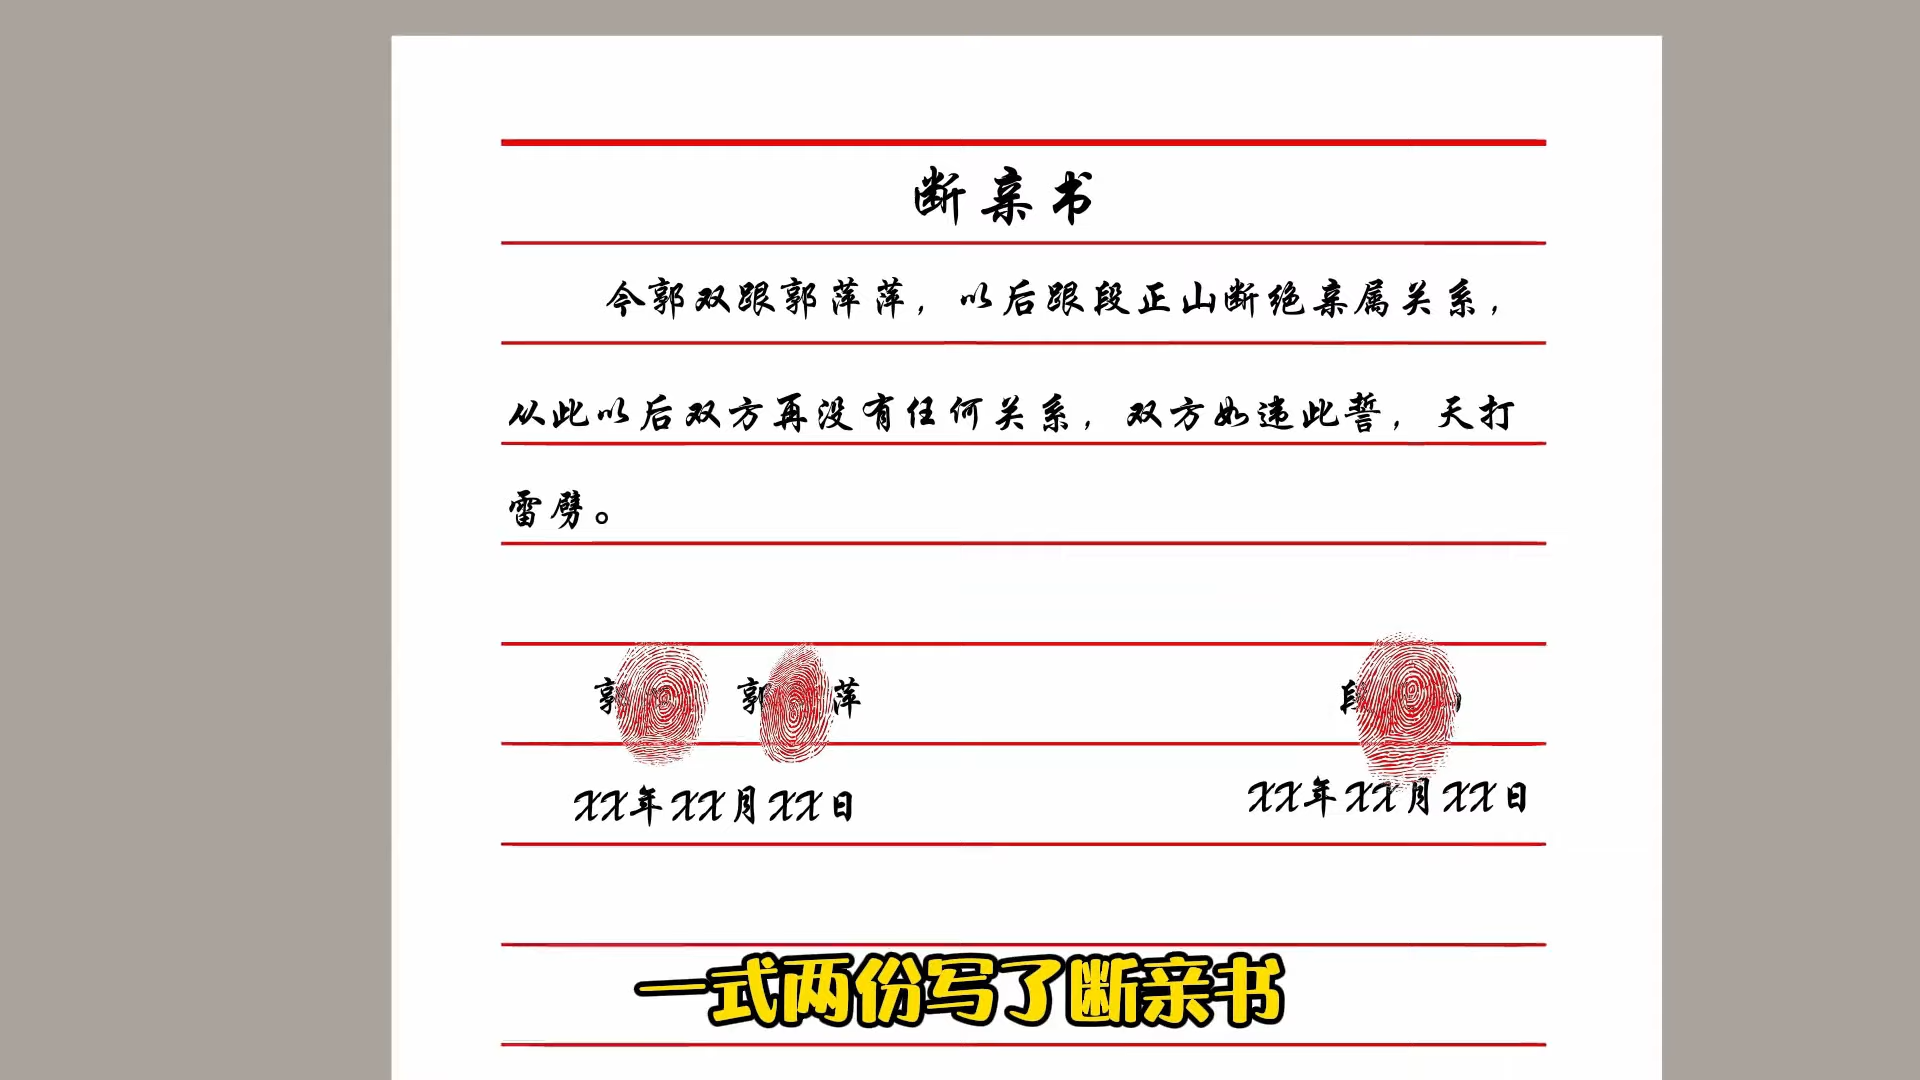 断亲书
今郭双跟郭萍萍，以后跟段正山断绝亲属关系，
从此以后双方再没有任何关系，双方如违此誓，天打
雷劈。
郭 郭 萍 段
XX年XX月XX日 XX年XX月XX日
一式两份写了断亲书